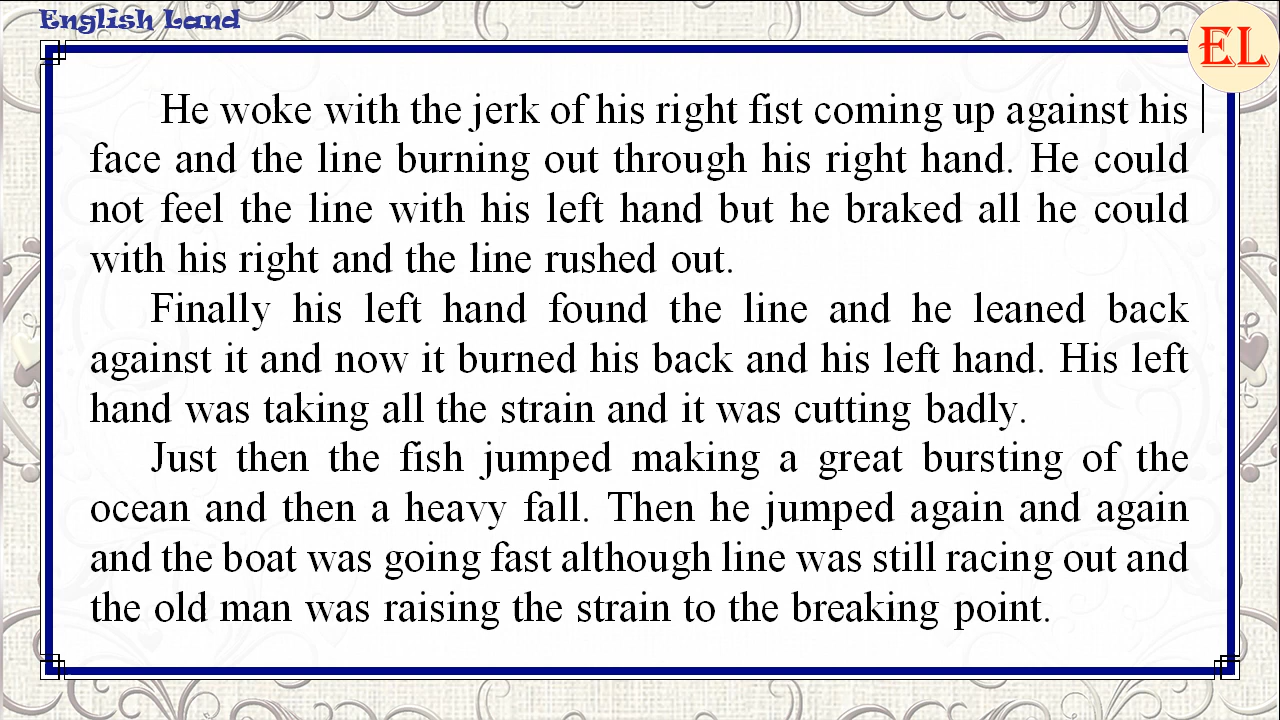 English Land
EL
He woke with the jerk of his right fist coming up against his
face and the line burning out through his right hand. He could
not feel the line with his left hand but he braked all he could
with his right and the line rushed out.
Finally his left hand found the line and he leaned back
against it and now it burned his back and his left hand. His left
hand was taking all the strain and it was cutting badly.
Just then the fish jumped making a great bursting of the
ocean and then a heavy fall. Then he jumped again and again
and the boat was going fast although line was still racing out and
the old man was raising the strain to the breaking point.